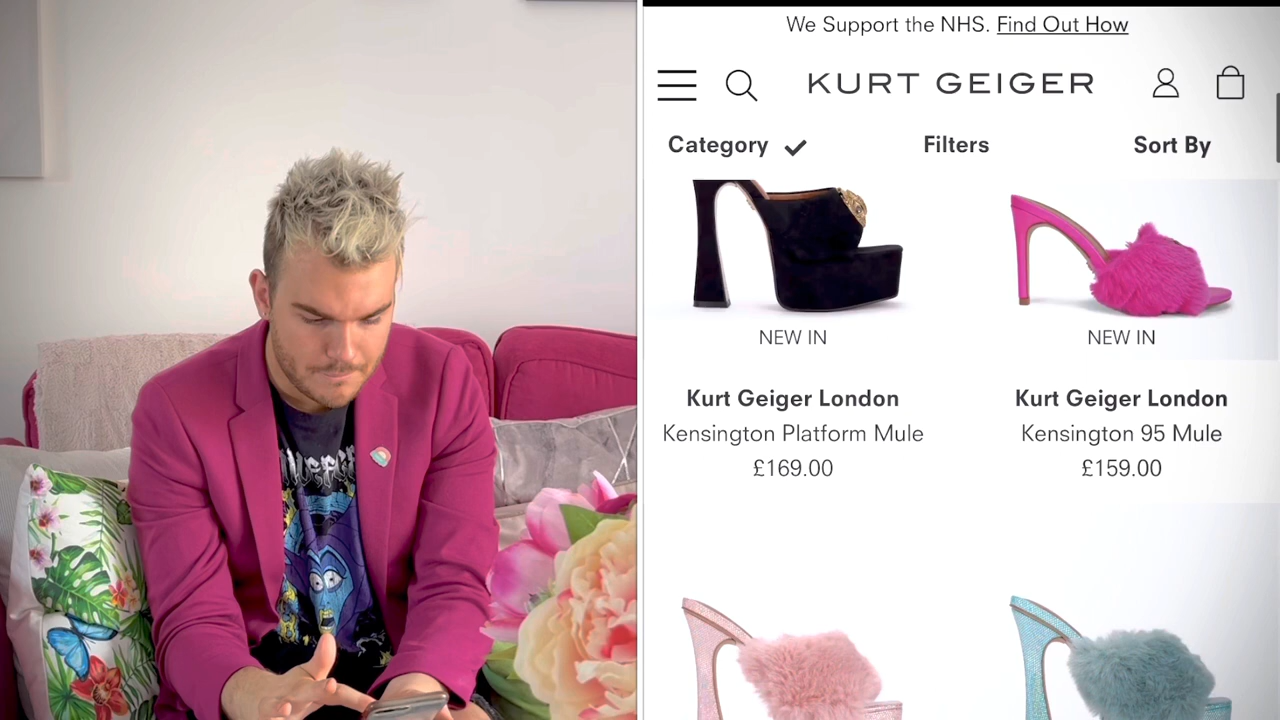 We Support the NHS. Find Out How
KURT GEIGER
Category
Filters
Sort By
NEW IN
NEW IN
Kurt Geiger London
Kensington Platform Mule
£169.00
Kurt Geiger London
Kensington 95 Mule
£159.00